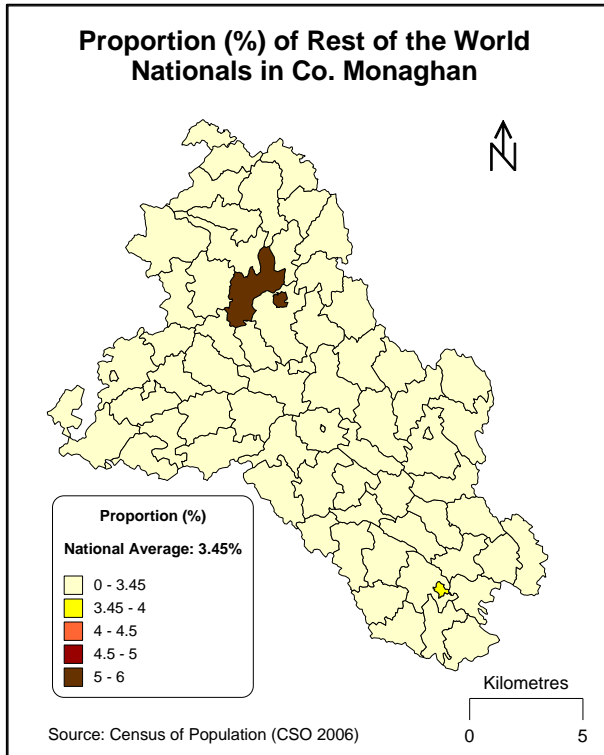 Proportion (%) of Rest of the World
Nationals in Co. Monaghan
N
Proportion (%)
National Average: 3.45%
0 - 3.45
3.45 - 4
4 - 4.5
4.5 - 5
5 - 6
Kilometres
0 5
Source: Census of Population (CSO 2006)